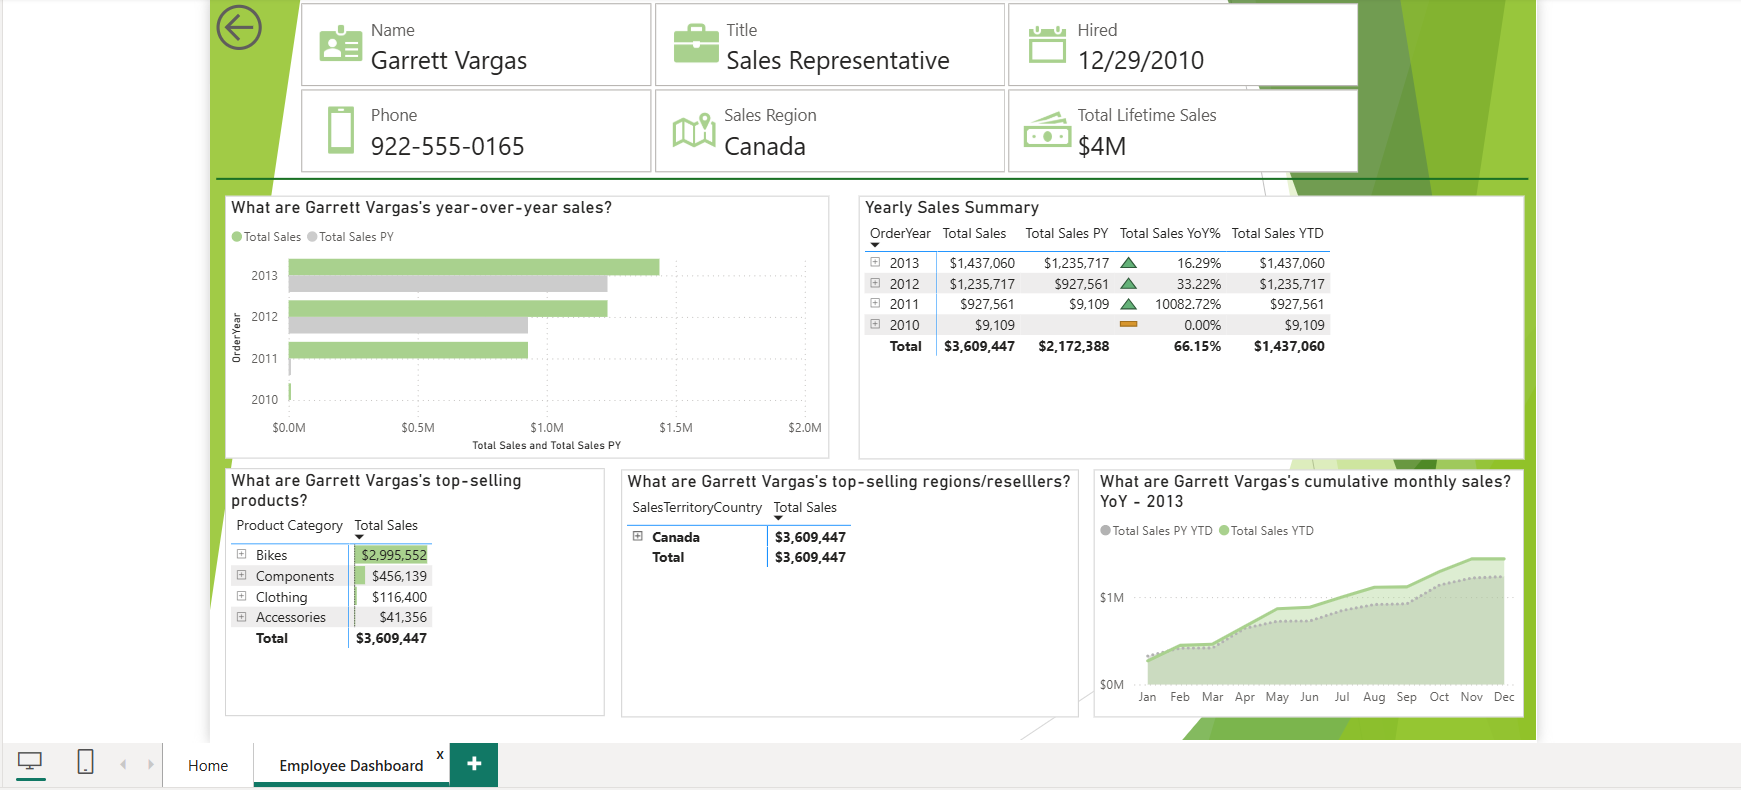 Name
Garrett Vargas
Title
Sales Representative
Hired
12/29/2010
Phone
922-555-0165
Sales Region
Canada
Total Lifetime Sales
$4M
What are Garrett Vargas's year-over-year sales?
Total Sales Total Sales PY
OrderYear
2013
2012
2011
2010
$0.0M $0.5M $1.0M $1.5M $2.0M
Total Sales and Total Sales PY
Yearly Sales Summary
OrderYear Total Sales Total Sales PY Total Sales YoY% Total Sales YTD
2013 $1,437,060 $1,235,717 16.29% $1,437,060
2012 $1,235,717 $927,561 33.22% $1,235,717
2011 $927,561 $9,109 10082.72% $927,561
2010 $9,109 0.00% $9,109
Total $3,609,447 $2,172,388 66.15% $1,437,060
What are Garrett Vargas's top-selling
products?
Product Category Total Sales
Bikes $2,995,552
Components $456,139
Clothing $116,400
Accessories $41,356
Total $3,609,447
What are Garrett Vargas's top-selling regions/reselllers?
SalesTerritoryCountry Total Sales
Canada $3,609,447
Total $3,609,447
What are Garrett Vargas's cumulative monthly sales?
YoY - 2013
Total Sales PY YTD Total Sales YTD
$1M
$0M
Jan Feb Mar Apr May Jun Jul Aug Sep Oct Nov Dec
Home
Employee Dashboard x
+